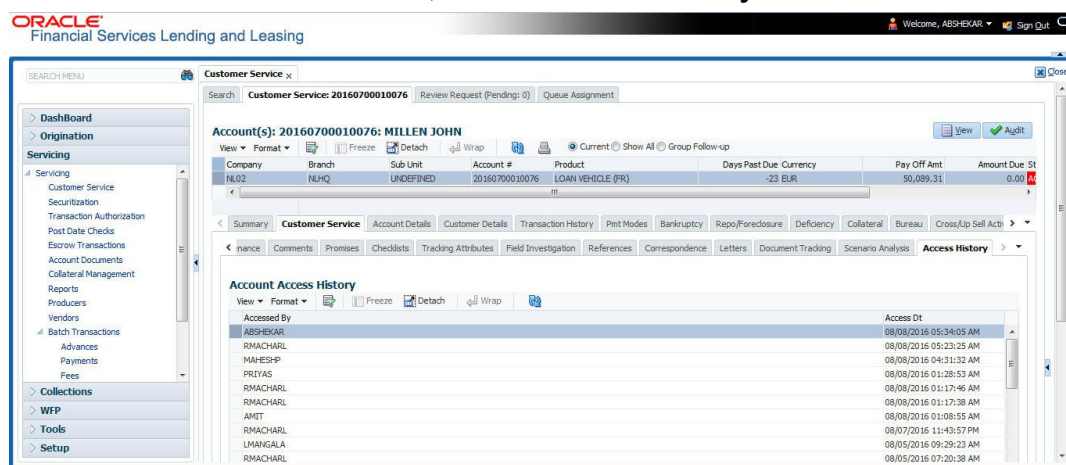 ORACLE
Financial Services Lending and Leasing
Welcome, ABSHEKAR
Sign Out
SEARCH MENU
Customer Service x
Close
Search Customer Service: 20160700010076 Review Request (Pending: 0) Queue Assignment
DashBoard
Origination
Servicing
Servicing
Customer Service
Securitization
Transaction Authorization
Post Date Checks
Escrow Transactions
Account Documents
Collateral Management
Reports
Producers
Vendors
Batch Transactions
Advances
Payments
Fees
Collections
WFP
Tools
Setup
Account(s): 20160700010076: MILLEN JOHN
View Audit
View Format Freeze Detach Wrap Current Show All Group Follow-up
Company Branch Sub Unit Account # Product Days Past Due Currency Pay Off Amt Amount Due St
NL02 NLHQ UNDEFINED 20160700010076 LOAN VEHICLE (FR) -23 EUR 50,089.31 0.00
Summary Customer Service Account Details Customer Details Transaction History Pmt Modes Bankruptcy Repo/Foreclosure Deficiency Collateral Bureau Cross/Up Sell Activ
nance Comments Promises Checklists Tracking Attributes Field Investigation References Correspondence Letters Document Tracking Scenario Analysis Access History
Account Access History
View Format Freeze Detach Wrap
Accessed By Access Dt
ABSHEKAR 08/08/2016 05:34:05 AM
RMACHARL 08/08/2016 05:23:25 AM
MAHESHP 08/08/2016 04:31:32 AM
PRIYAS 08/08/2016 01:28:53 AM
RMACHARL 08/08/2016 01:17:46 AM
RMACHARL 08/08/2016 01:17:38 AM
AMIT 08/08/2016 01:08:55 AM
RMACHARL 08/07/2016 11:43:57 PM
LMANGALA 08/05/2016 09:29:23 AM
RMACHARL 08/05/2016 07:20:38 AM